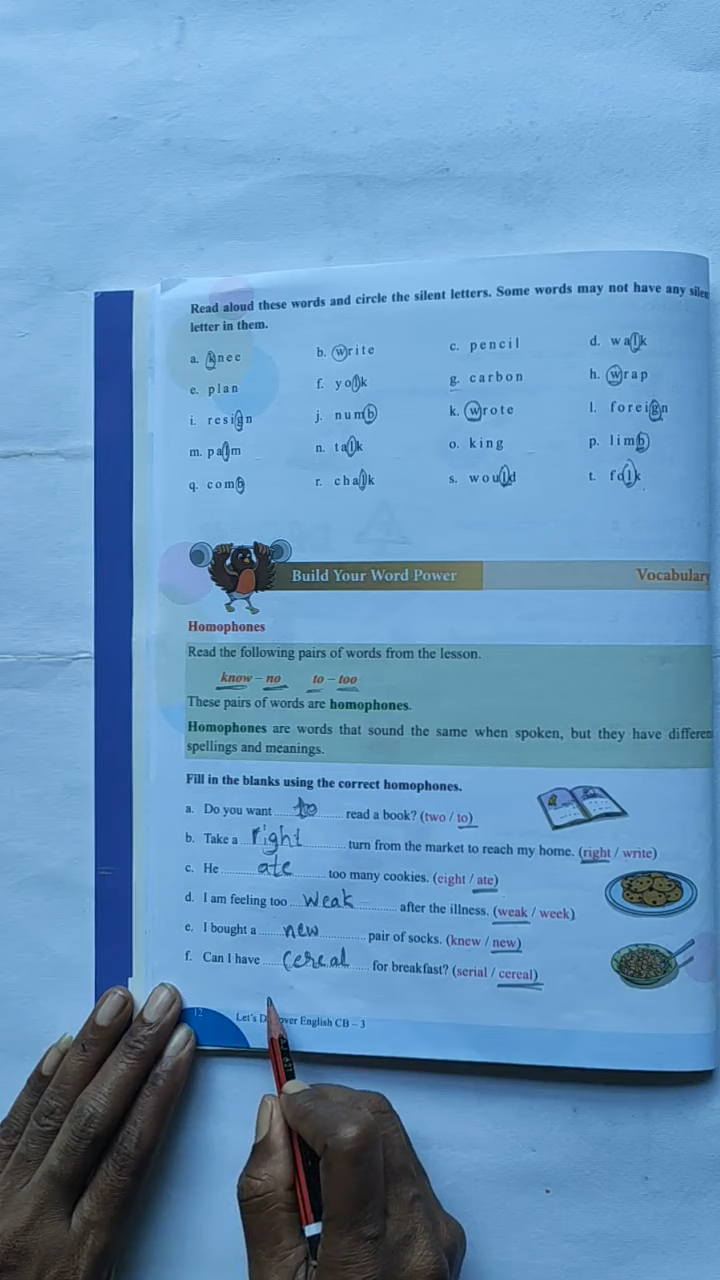 Read aloud these words and circle the silent letters. Some words may not have any silen
letter in them.
a. knee b. write c. pencil d. walk
e. plan f. yolk g. carbon h. wrap
i. resign j. numb k. wrote l. foreign
m. palm n. talk o. king p. limb
q. comb r. chalk s. would t. folk
Build Your Word Power Vocabulary
Homophones
Read the following pairs of words from the lesson.
know – no to – too
These pairs of words are homophones.
Homophones are words that sound the same when spoken, but they have differen
spellings and meanings.
Fill in the blanks using the correct homophones.
a. Do you want to read a book? (two / to)
b. Take a right turn from the market to reach my home. (right / write)
c. He ate too many cookies. (eight / ate)
d. I am feeling too weak after the illness. (weak / week)
e. I bought a new pair of socks. (knew / new)
f. Can I have cereal for breakfast? (serial / cereal)
12 Let's D over English CB – 3